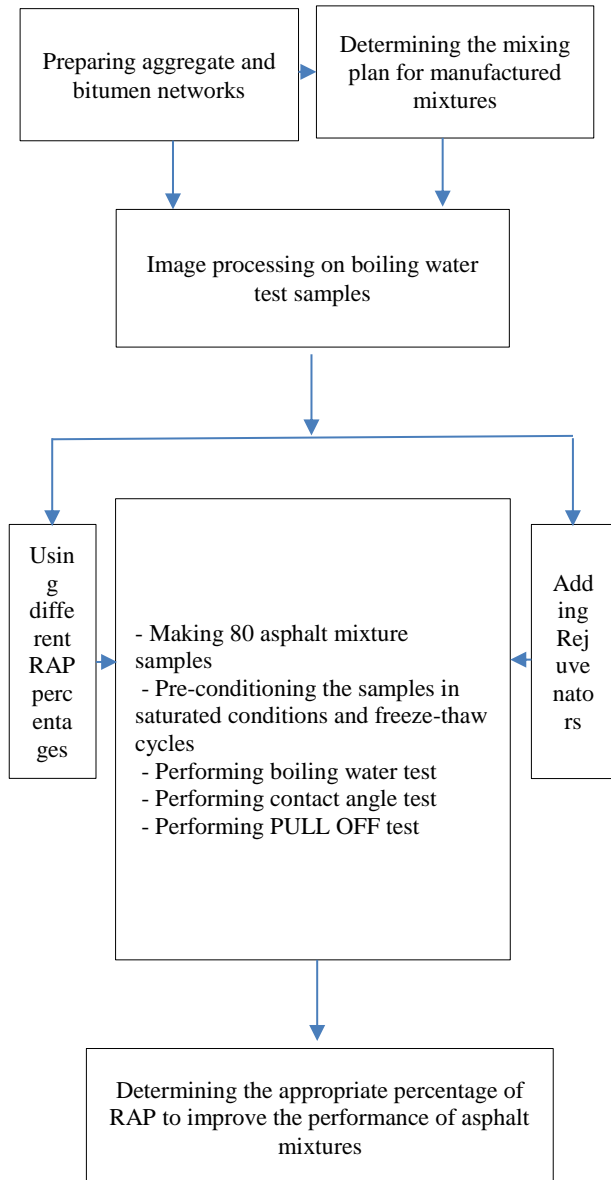 Preparing aggregate and
bitumen networks
Determining the mixing
plan for manufactured
mixtures
Image processing on boiling water
test samples
Usin
g
diffe
rent
RAP
perc
enta
ges
- Making 80 asphalt mixture
samples
- Pre-conditioning the samples in
saturated conditions and freeze-thaw
cycles
- Performing boiling water test
- Performing contact angle test
- Performing PULL OFF test
Add
ing
Rej
uve
nato
rs
Determining the appropriate percentage of
RAP to improve the performance of asphalt
mixtures